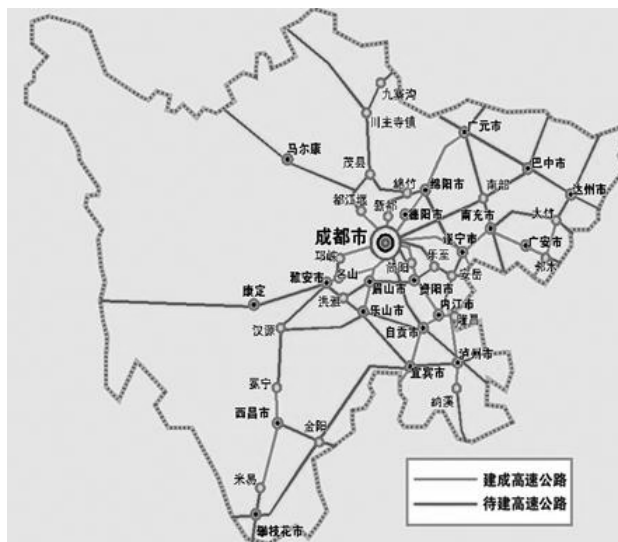 九寨沟
川主寺镇
广元市
马尔康
茂县
巴中市
绵竹
绵阳市
南部
达州市
都江堰
新都
德阳市
南充市
大竹
成都市
遂宁市
广安市
邛崃
简阳
乐至
邻水
雅安市
名山
安岳
眉山市
资阳市
康定
洪雅
内江市
隆昌
乐山市
汉源
自贡市
泸州市
宜宾市
冕宁
纳溪
西昌市
金阳
米易
攀枝花市
建成高速公路
待建高速公路